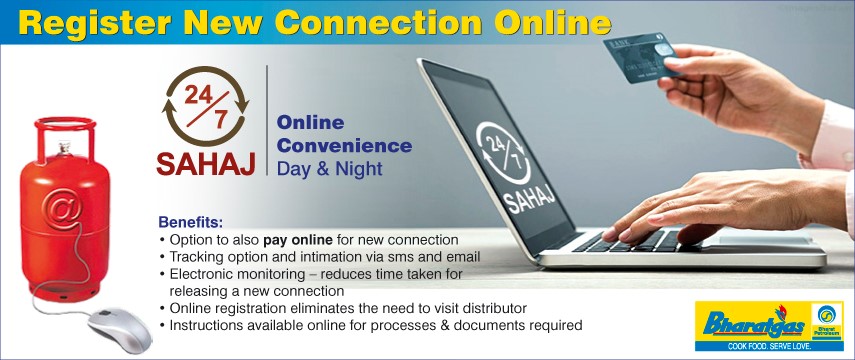 Register New Connection Online
24/7
SAHAJ
Online
Convenience
Day & Night
BANK
24/7
SAHAJ
@
Benefits:
• Option to also pay online for new connection
• Tracking option and intimation via sms and email
• Electronic monitoring – reduces time taken for
releasing a new connection
• Online registration eliminates the need to visit distributor
• Instructions available online for processes & documents required
Bharatgas
COOK FOOD. SERVE LOVE.
Bharat
Petroleum